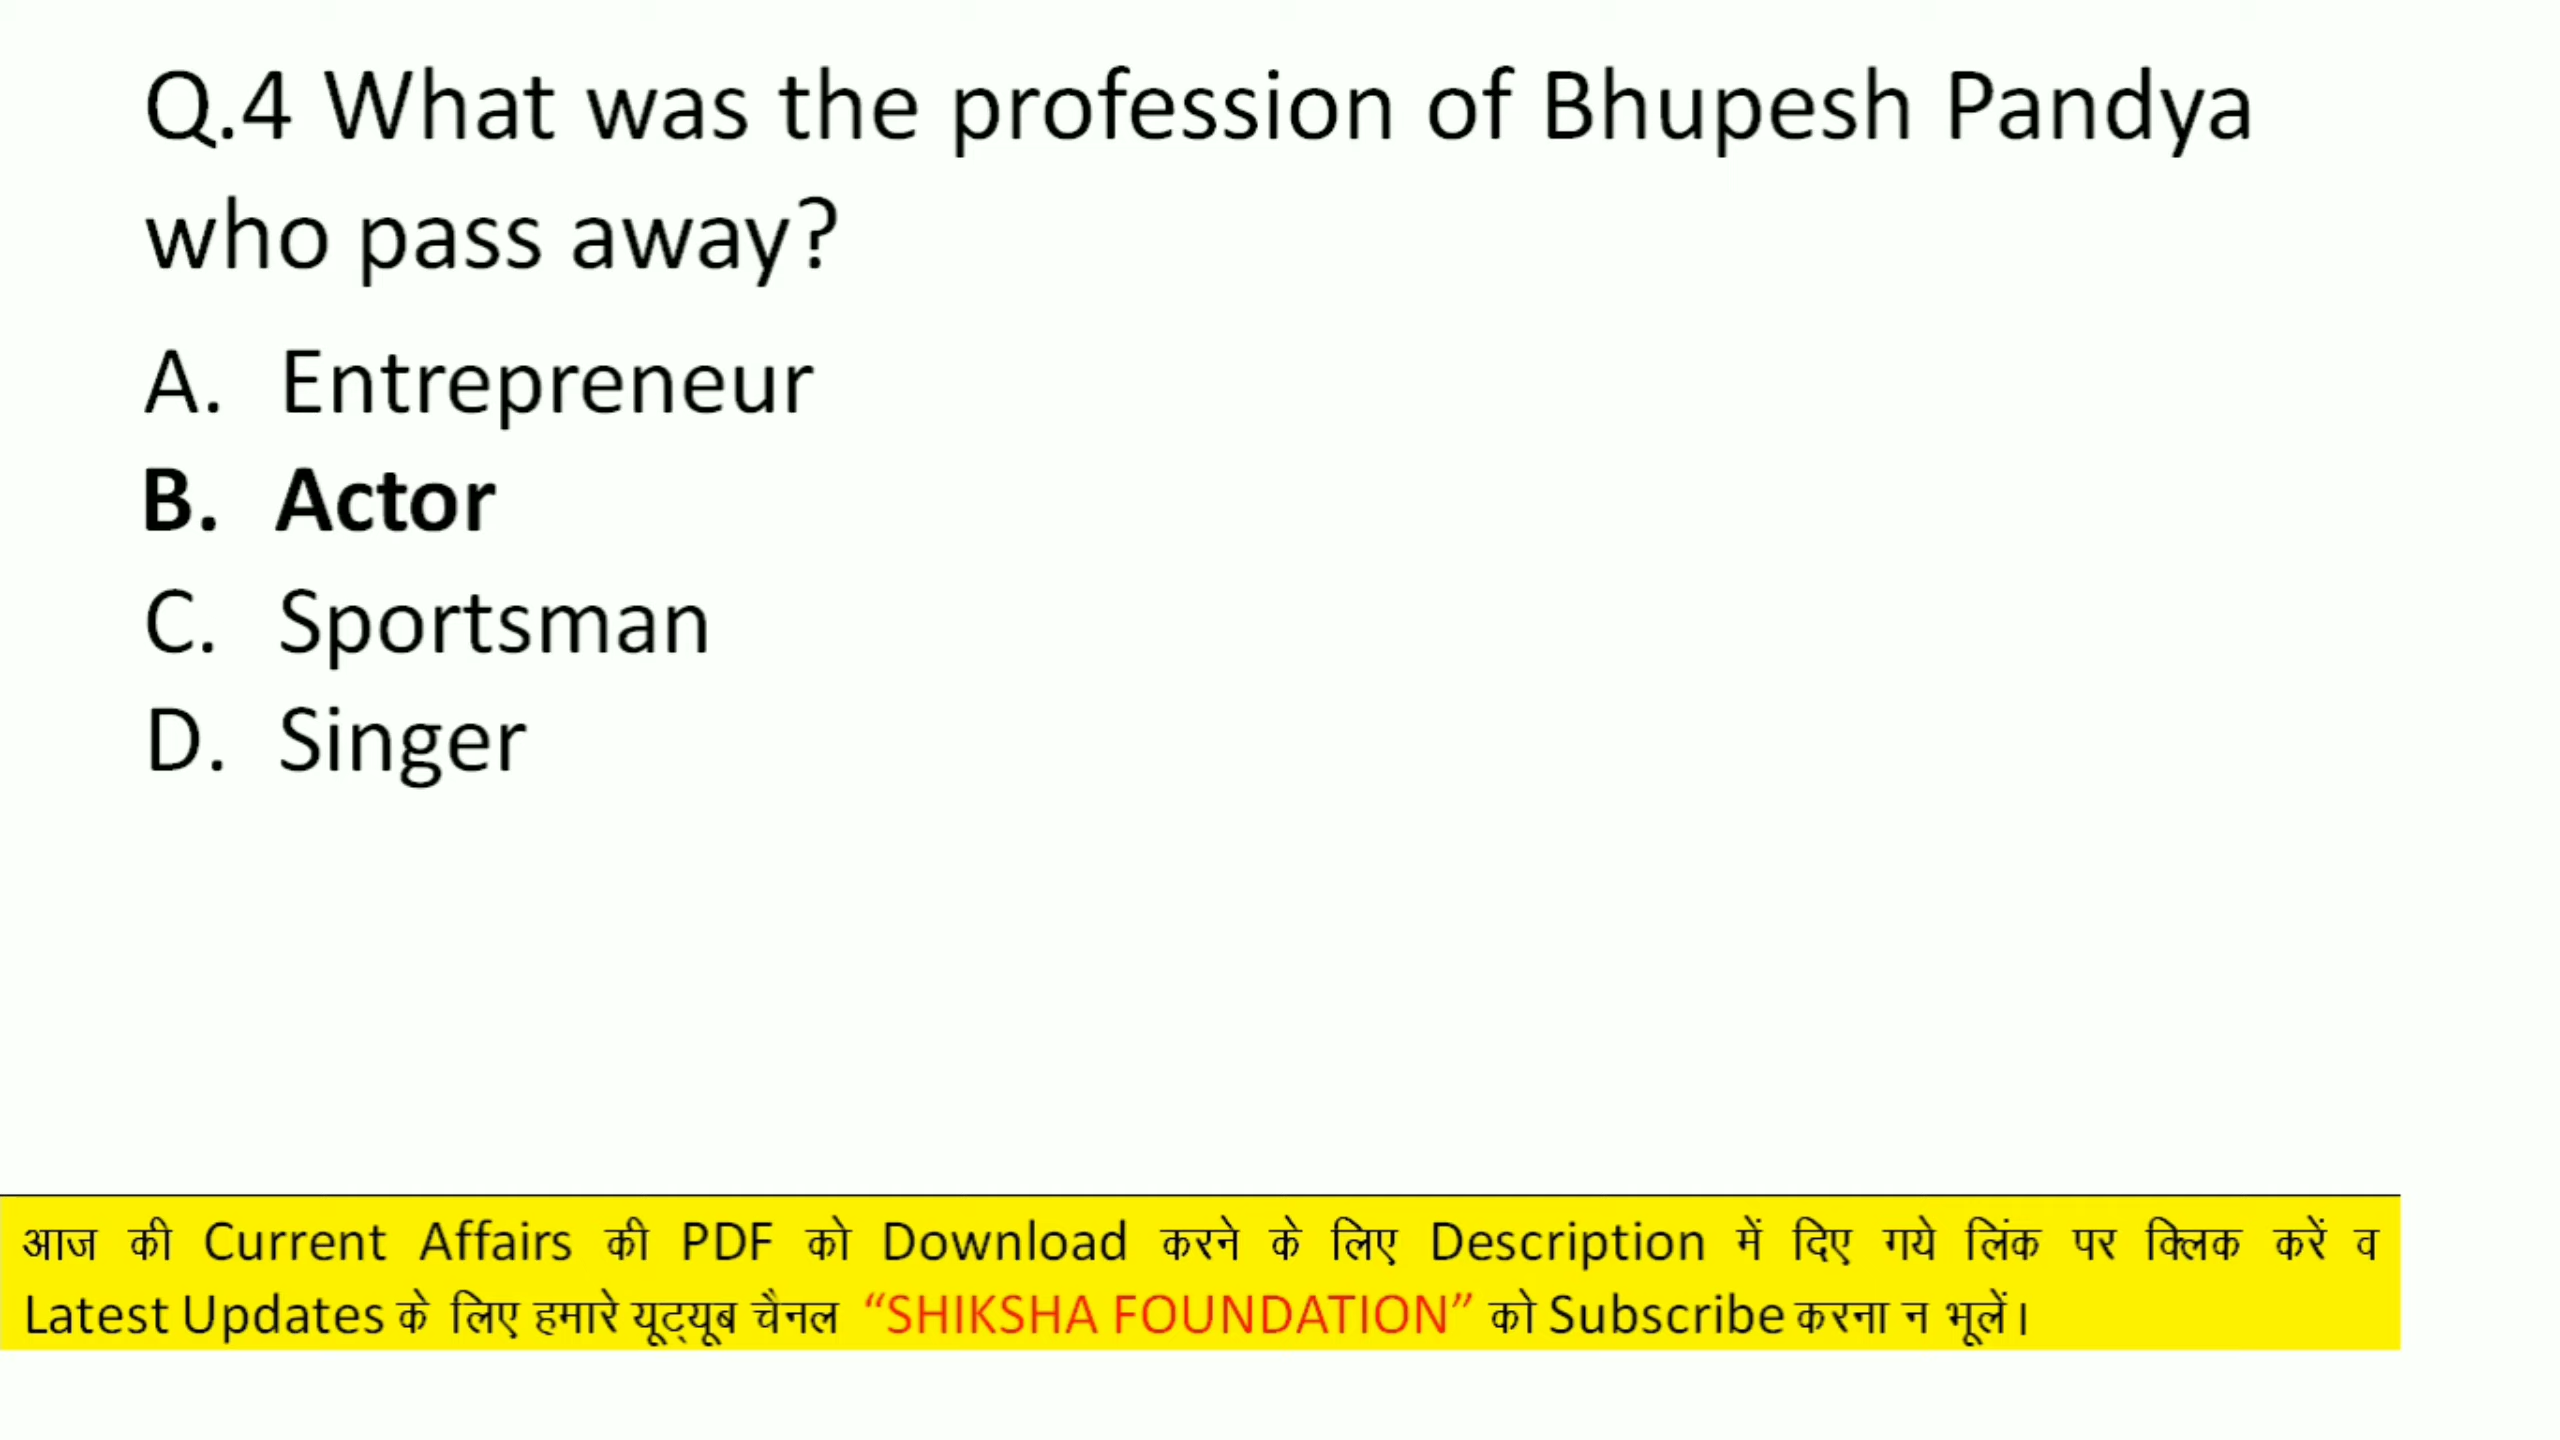 Q.4 What was the profession of Bhupesh Pandya
who pass away?
A. Entrepreneur
B. Actor
C. Sportsman
D. Singer
आज की Current Affairs की PDF को Download करने के लिए Description में दिए गये लिंक पर क्लिक करें व
Latest Updates के लिए हमारे यूट्यूब चैनल “SHIKSHA FOUNDATION” को Subscribe करना न भूलें।